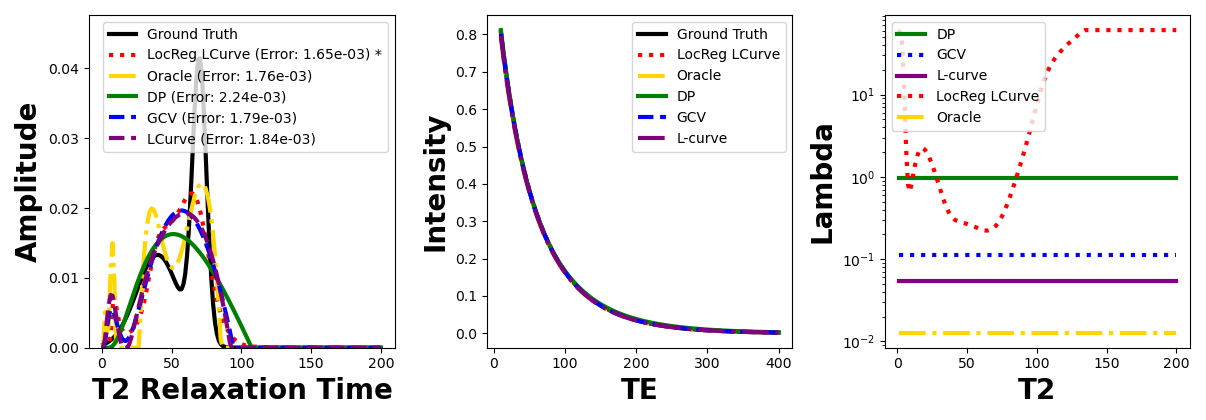 Amplitude
0.04
0.03
0.02
0.01
0.00
Ground Truth
LocReg LCurve (Error: 1.65e-03) *
Oracle (Error: 1.76e-03)
DP (Error: 2.24e-03)
GCV (Error: 1.79e-03)
LCurve (Error: 1.84e-03)
0 50 100 150 200
T2 Relaxation Time
Intensity
0.8
0.7
0.6
0.5
0.4
0.3
0.2
0.1
0.0
Ground Truth
LocReg LCurve
Oracle
DP
GCV
L-curve
0 100 200 300 400
TE
Lambda
10¹
10⁰
10⁻¹
10⁻²
DP
GCV
L-curve
LocReg LCurve
Oracle
0 50 100 150 200
T2